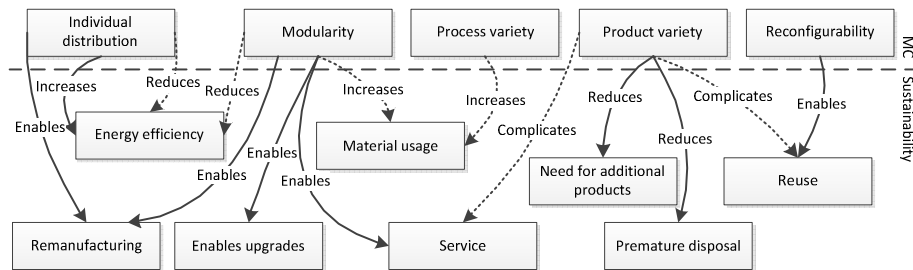 Individual
distribution
Modularity
Process variety
Product variety
Reconfigurability
MC
Sustainability
Increases
Reduces
Reduces
Increases
Increases
Reduces
Complicates
Enables
Enables
Energy efficiency
Material usage
Complicates
Reduces
Enables
Enables
Enables
Need for additional
products
Reuse
Remanufacturing
Enables upgrades
Service
Premature disposal